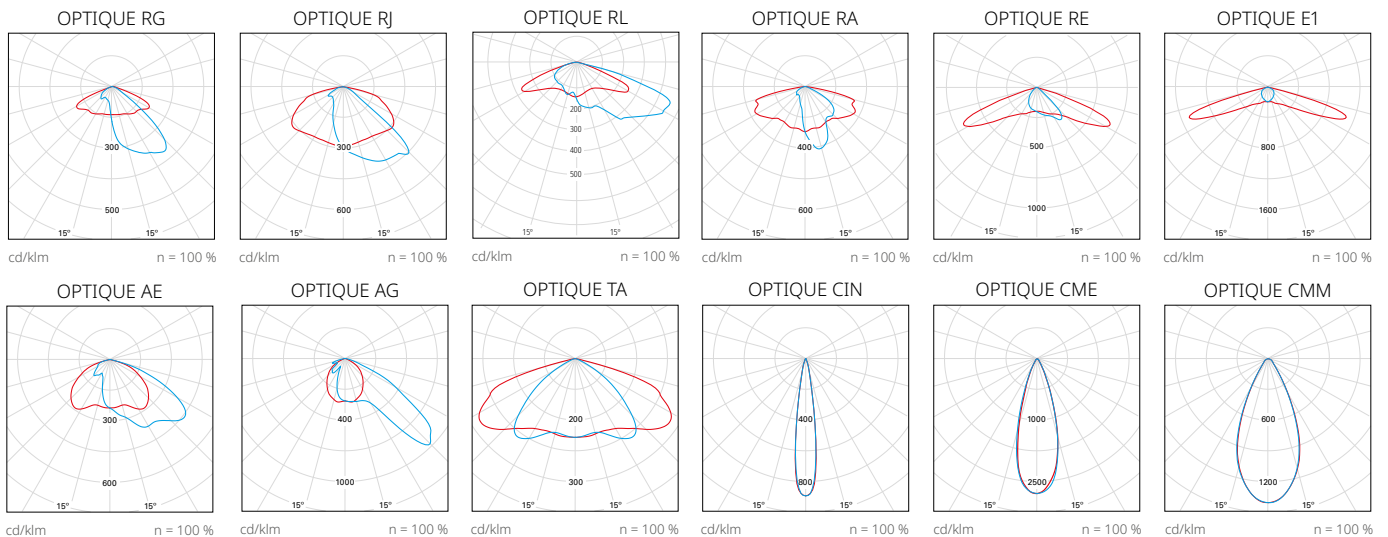 OPTIQUE RG
300
500
15°
15°
cd/klm
n = 100 %
OPTIQUE RJ
300
600
15°
15°
cd/klm
n = 100 %
OPTIQUE RL
200
300
400
500
15°
15°
cd/klm
n = 100 %
OPTIQUE RA
400
600
15°
15°
cd/klm
n = 100 %
OPTIQUE RE
500
1000
15°
15°
cd/klm
n = 100 %
OPTIQUE E1
800
1600
15°
15°
cd/klm
n = 100 %
OPTIQUE AE
300
600
15°
15°
cd/klm
n = 100 %
OPTIQUE AG
400
1000
15°
15°
cd/klm
n = 100 %
OPTIQUE TA
200
300
15°
15°
cd/klm
n = 100 %
OPTIQUE CIN
400
800
15°
15°
cd/klm
n = 100 %
OPTIQUE CME
1000
2500
15°
15°
cd/klm
n = 100 %
OPTIQUE CMM
600
1200
15°
15°
cd/klm
n = 100 %